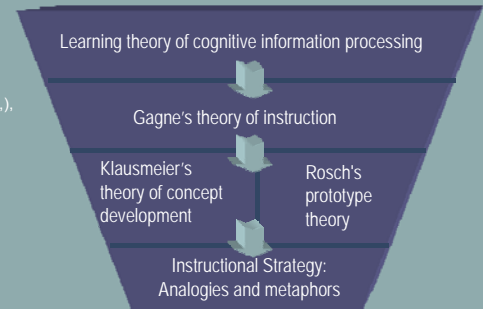 Learning theory of cognitive information processing
,),
Gagne's theory of instruction
Klausmeier's
theory of concept
development
Rosch's
prototype
theory
Instructional Strategy:
Analogies and metaphors